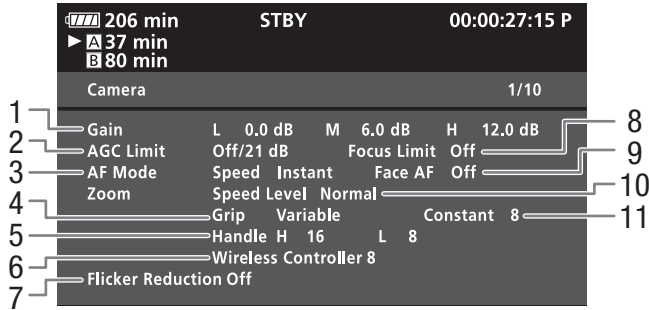 206 min STBY 00:00:27:15 P
A 37 min
B 80 min
Camera 1/10
1 Gain L 0.0 dB M 6.0 dB H 12.0 dB
2 AGC Limit Off/21 dB Focus Limit Off 8
3 AF Mode Speed Instant Face AF Off 9
Zoom Speed Level Normal 10
4 Grip Variable Constant 8 11
5 Handle H 16 L 8
6 Wireless Controller 8
7 Flicker Reduction Off